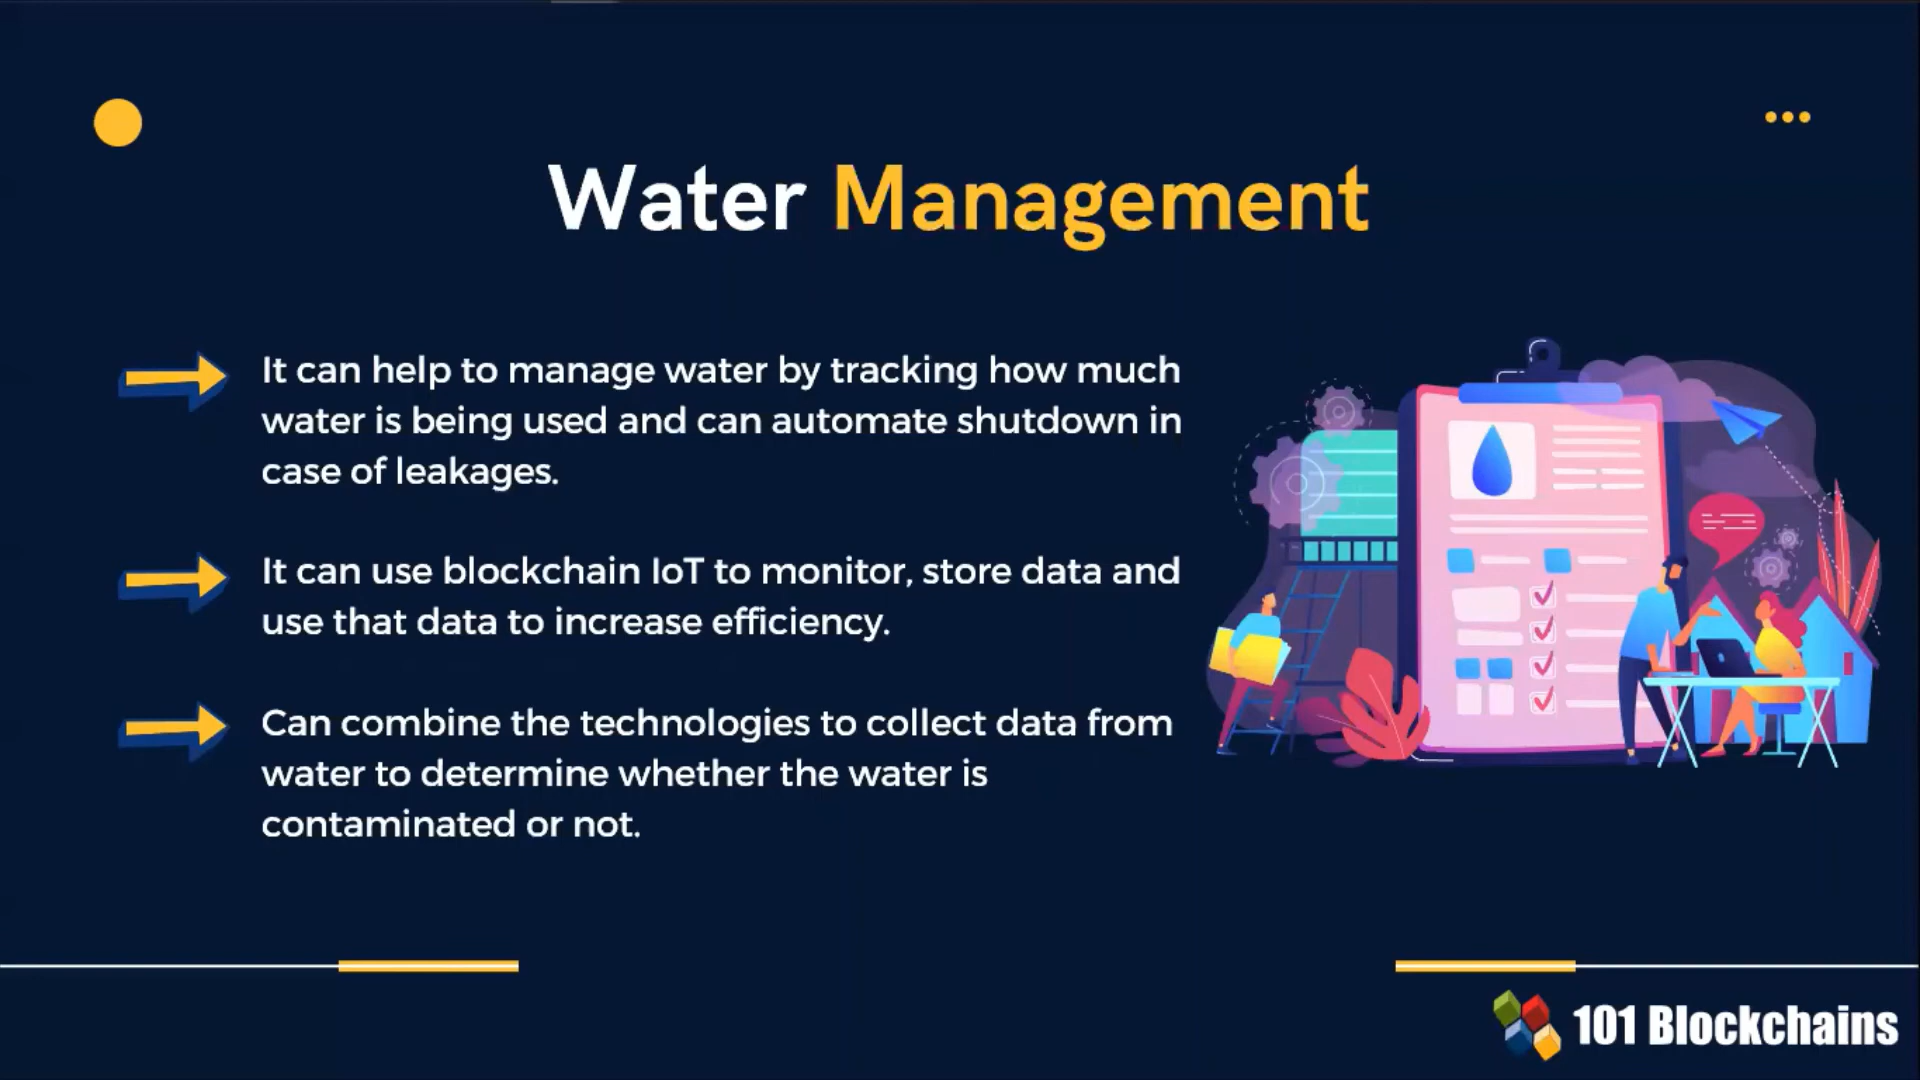 Water Management
It can help to manage water by tracking how much
water is being used and can automate shutdown in
case of leakages.
It can use blockchain IoT to monitor, store data and
use that data to increase efficiency.
Can combine the technologies to collect data from
water to determine whether the water is
contaminated or not.
101 Blockchains